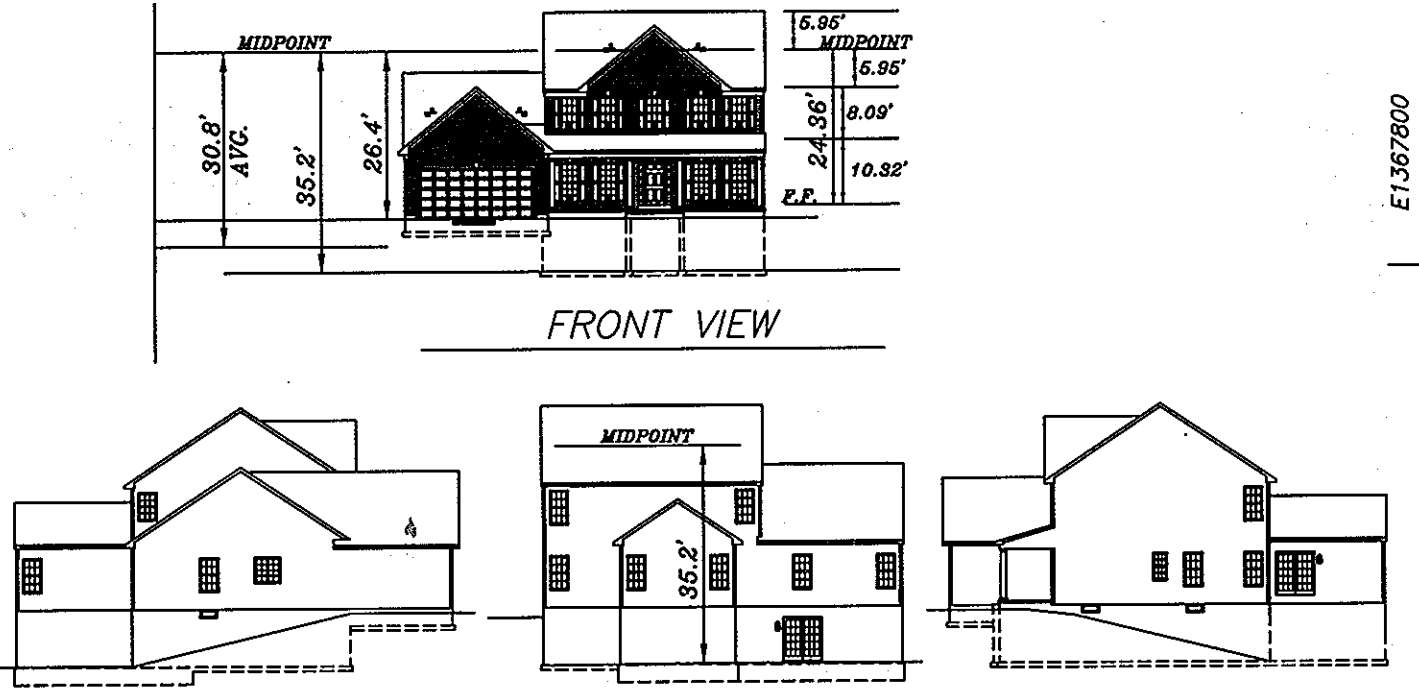 5.95'
MIDPOINT
MIDPOINT
5.95'
30.8'
AVG.
35.2'
26.4'
24.36'
8.09'
10.32'
F.F.
E1367800
FRONT VIEW
MIDPOINT
35.2'